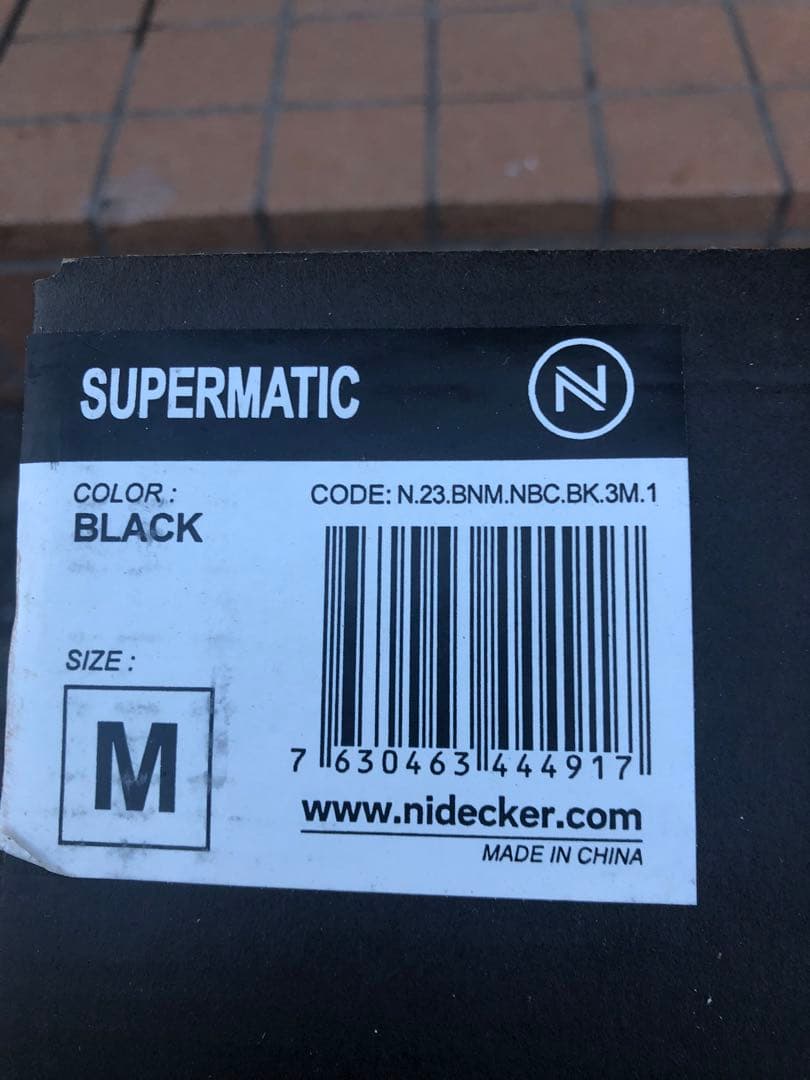 SUPERMATIC
N
COLOR :
BLACK
CODE: N.23.BNM.NBC.BK.3M.1
SIZE :
M
7 630463 444917
www.nidecker.com
MADE IN CHINA